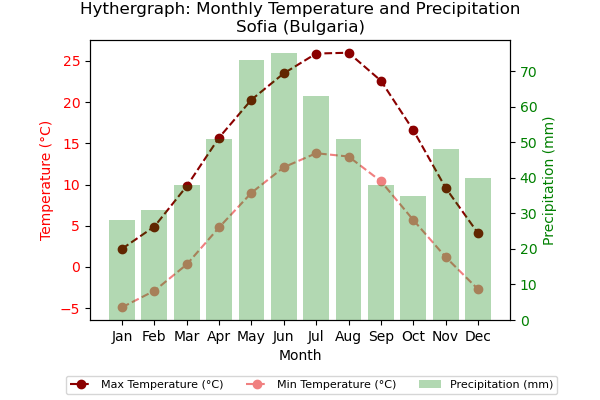 Hythergraph: Monthly Temperature and Precipitation
Sofia (Bulgaria)
Temperature (°C)
25
20
15
10
5
0
−5
Precipitation (mm)
70
60
50
40
30
20
10
0
Jan Feb Mar Apr May Jun Jul Aug Sep Oct Nov Dec
Month
Max Temperature (°C) Min Temperature (°C) Precipitation (mm)